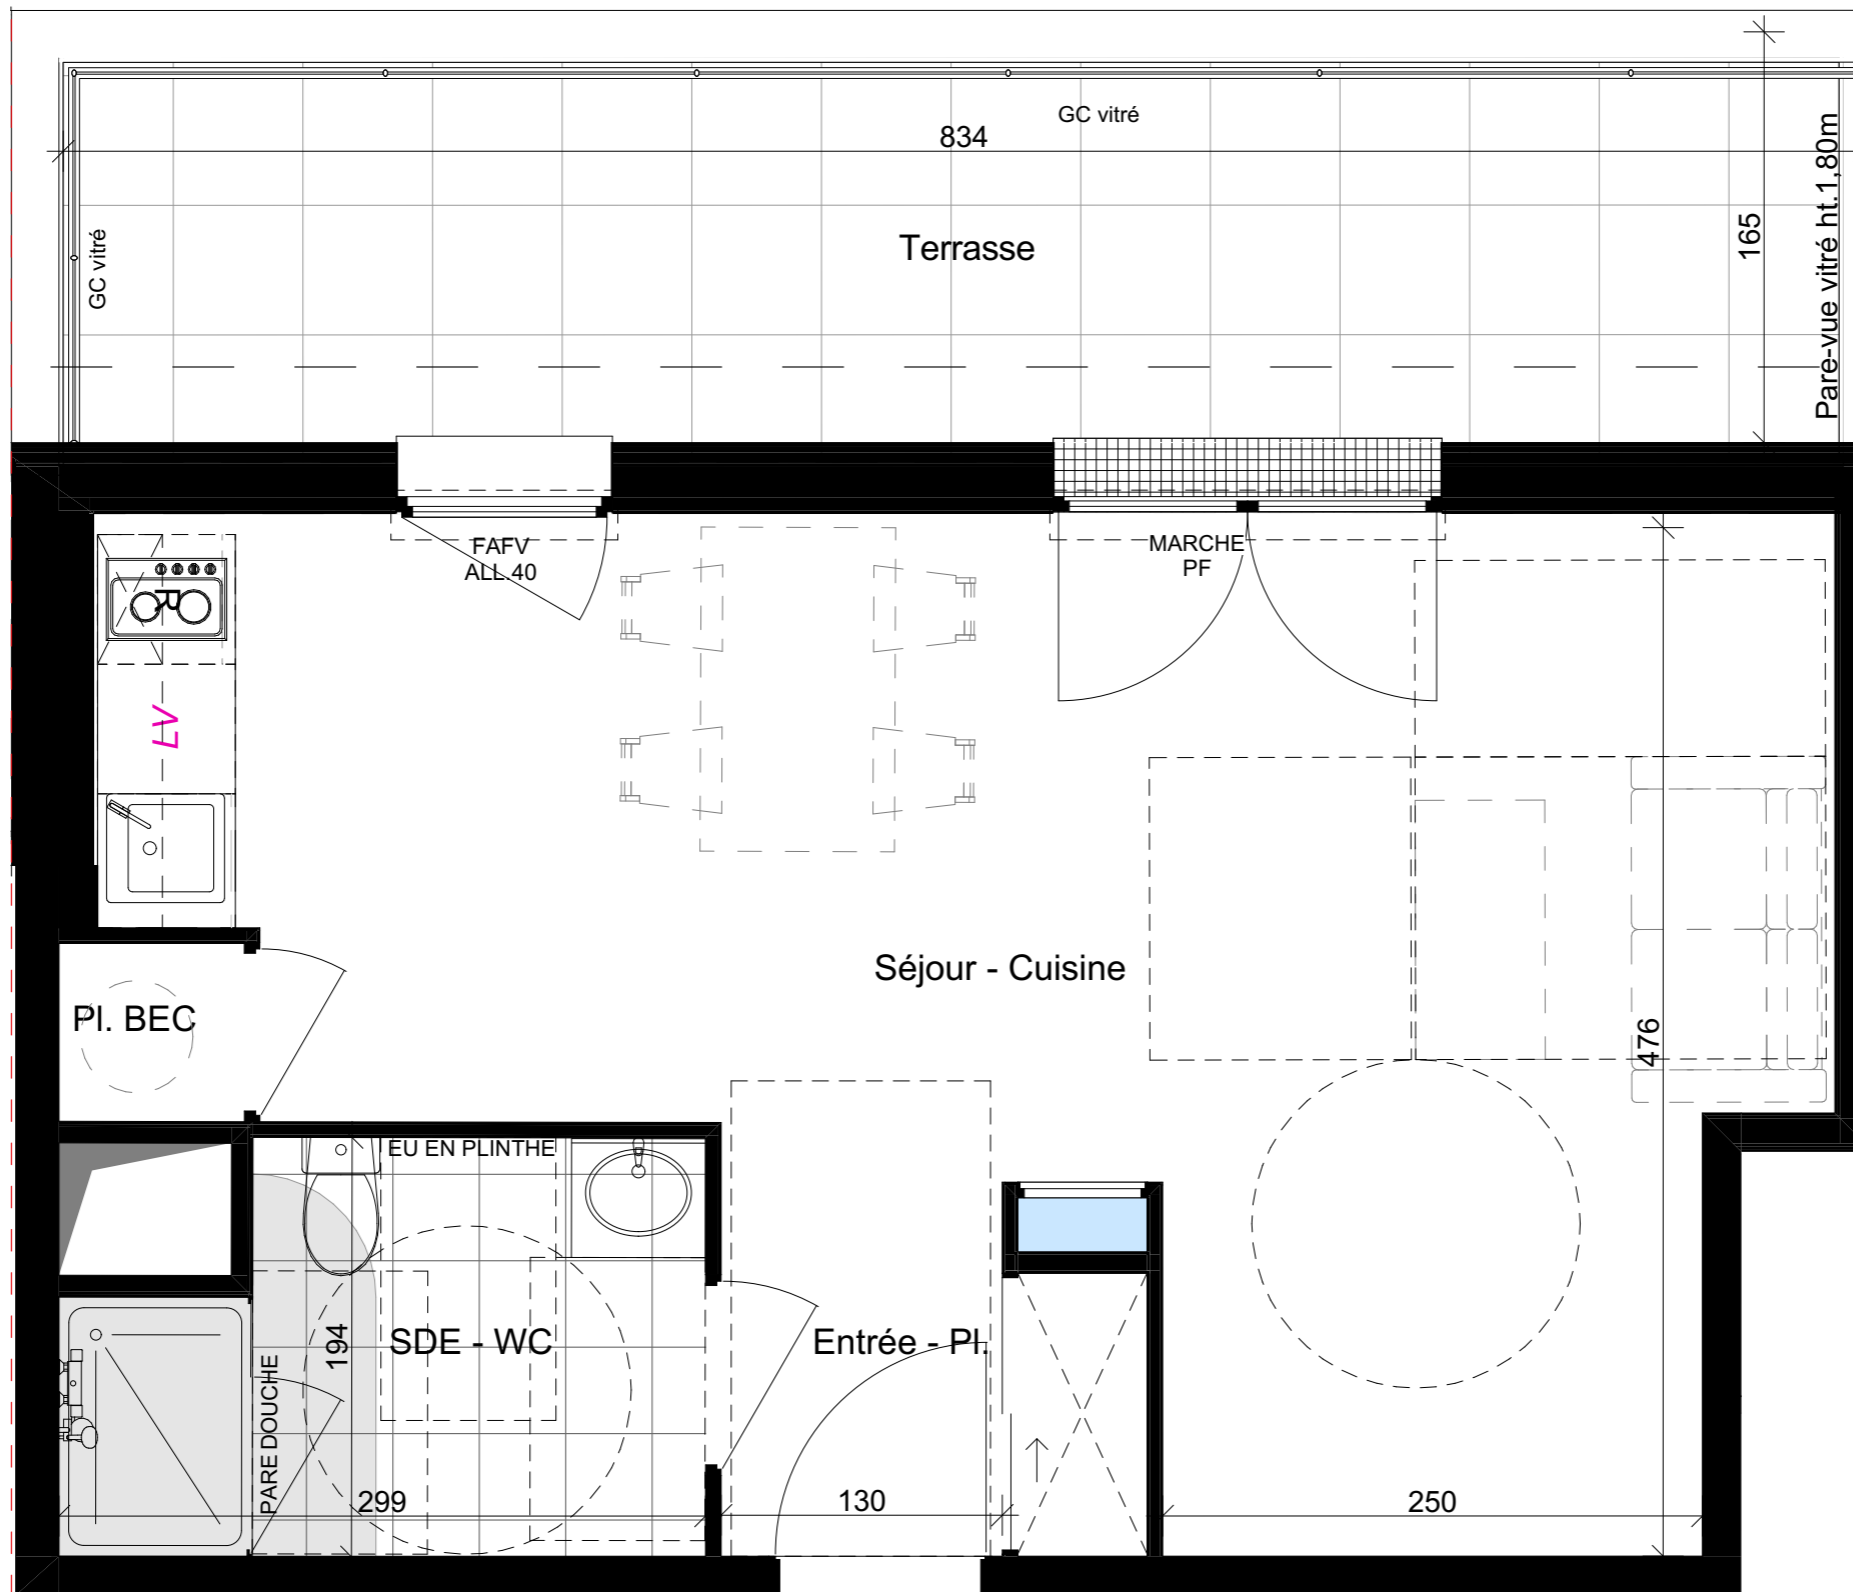 GC vitré
834
GC vitré
Terrasse
165
Pare-vue vitré ht.1,80m
FAFV
ALL.40
MARCHE
PF
R
LV
Séjour - Cuisine
Pl. BEC
476
EU EN PLINTHE
194
SDE - WC
Entrée - Pl.
PARE DOUCHE
299
130
250